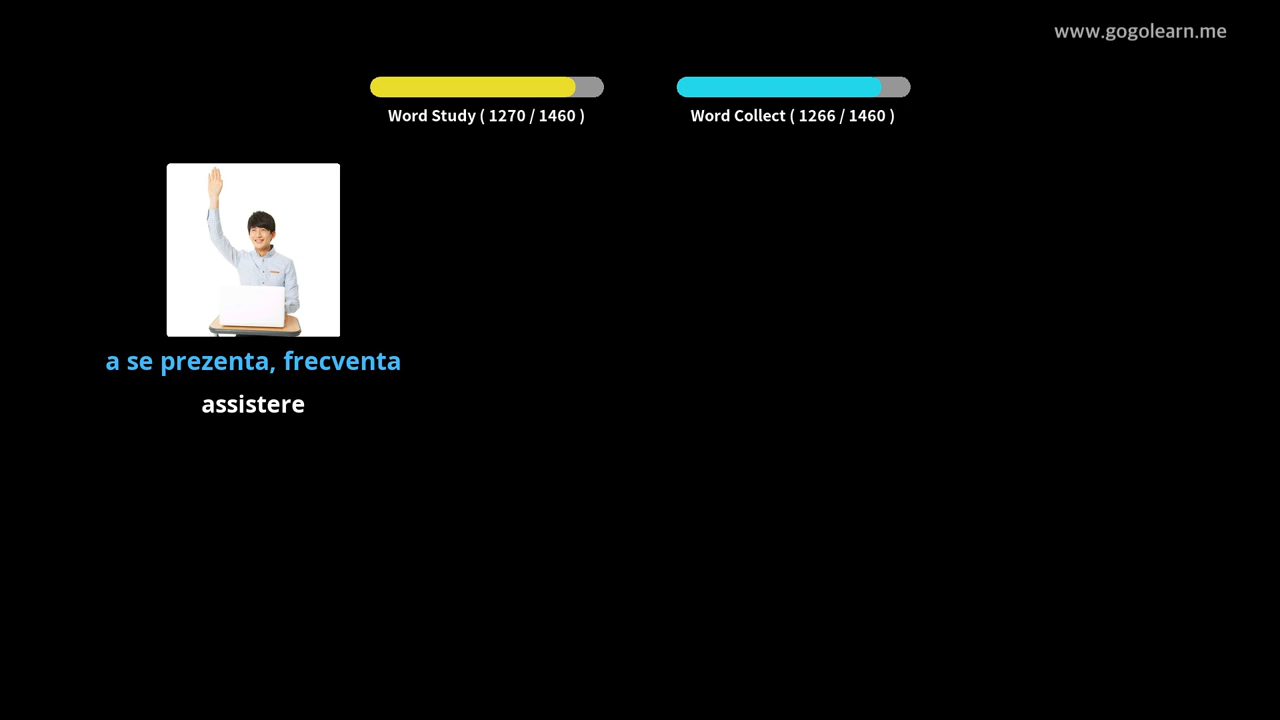 www.gogolearn.me
Word Study ( 1270 / 1460 )
Word Collect ( 1266 / 1460 )
a se prezenta, frecventa
assistere